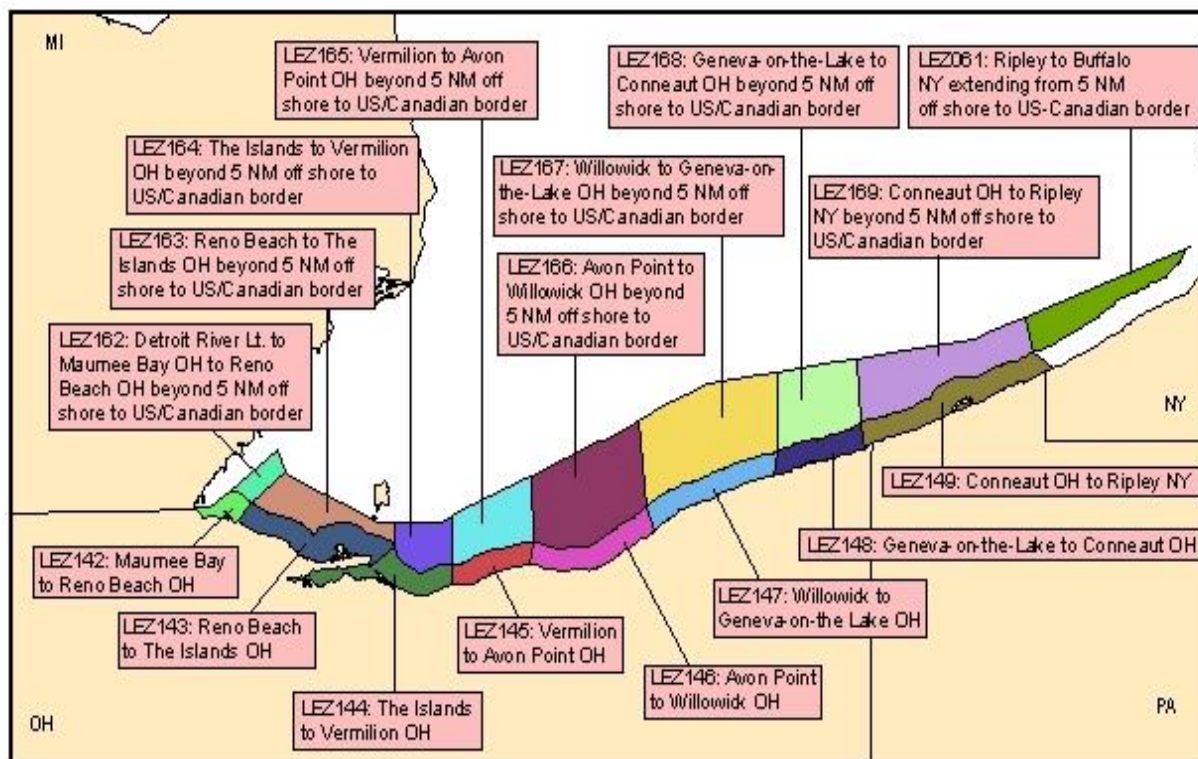 MI
LEZ165: Vermilion to Avon
Point OH beyond 5 NM off
shore to US/Canadian border
LEZ168: Geneva-on-the-Lake to
Conneaut OH beyond 5 NM off
shore to US/Canadian border
LEZ061: Ripley to Buffalo
NY extending from 5 NM
off shore to US-Canadian border
LEZ164: The Islands to Vermilion
OH beyond 5 NM off shore to
US/Canadian border
LEZ167: Willowick to Geneva-on-
the-Lake OH beyond 5 NM off
shore to US/Canadian border
LEZ169: Conneaut OH to Ripley
NY beyond 5 NM off shore to
US/Canadian border
LEZ163: Reno Beach to The
Islands OH beyond 5 NM off
shore to US/Canadian border
LEZ166: Avon Point to
Willowick OH beyond
5 NM off shore to
US/Canadian border
LEZ162: Detroit River Lt. to
Maumee Bay OH to Reno
Beach OH beyond 5 NM off
shore to US/Canadian border
NY
LEZ149: Conneaut OH to Ripley NY
LEZ142: Maumee Bay
to Reno Beach OH
LEZ148: Geneva-on-the-Lake to Conneaut OH
LEZ147: Willowick to
Geneva-on-the Lake OH
LEZ143: Reno Beach
to The Islands OH
LEZ145: Vermilion
to Avon Point OH
LEZ146: Avon Point
to Willowick OH
LEZ144: The Islands
to Vermilion OH
OH
PA